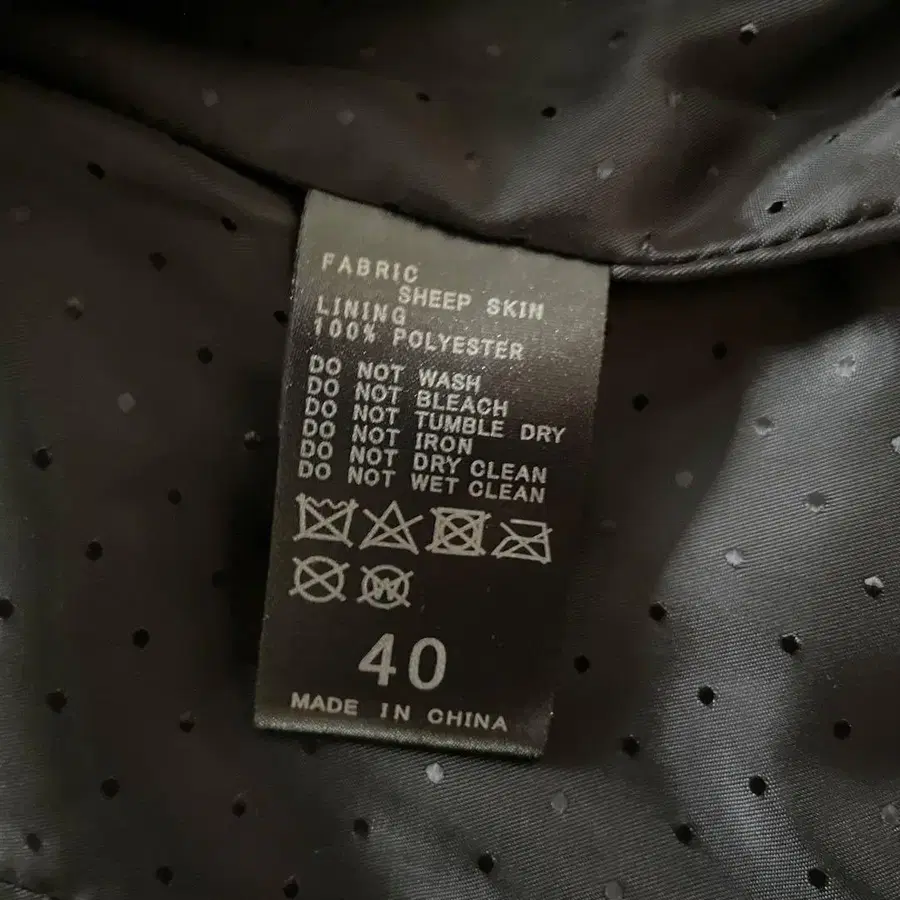 FABRIC
SHEEP SKIN
LINING
100% POLYESTER
DO NOT WASH
DO NOT BLEACH
DO NOT TUMBLE DRY
DO NOT IRON
DO NOT DRY CLEAN
DO NOT WET CLEAN
W
40
MADE IN CHINA